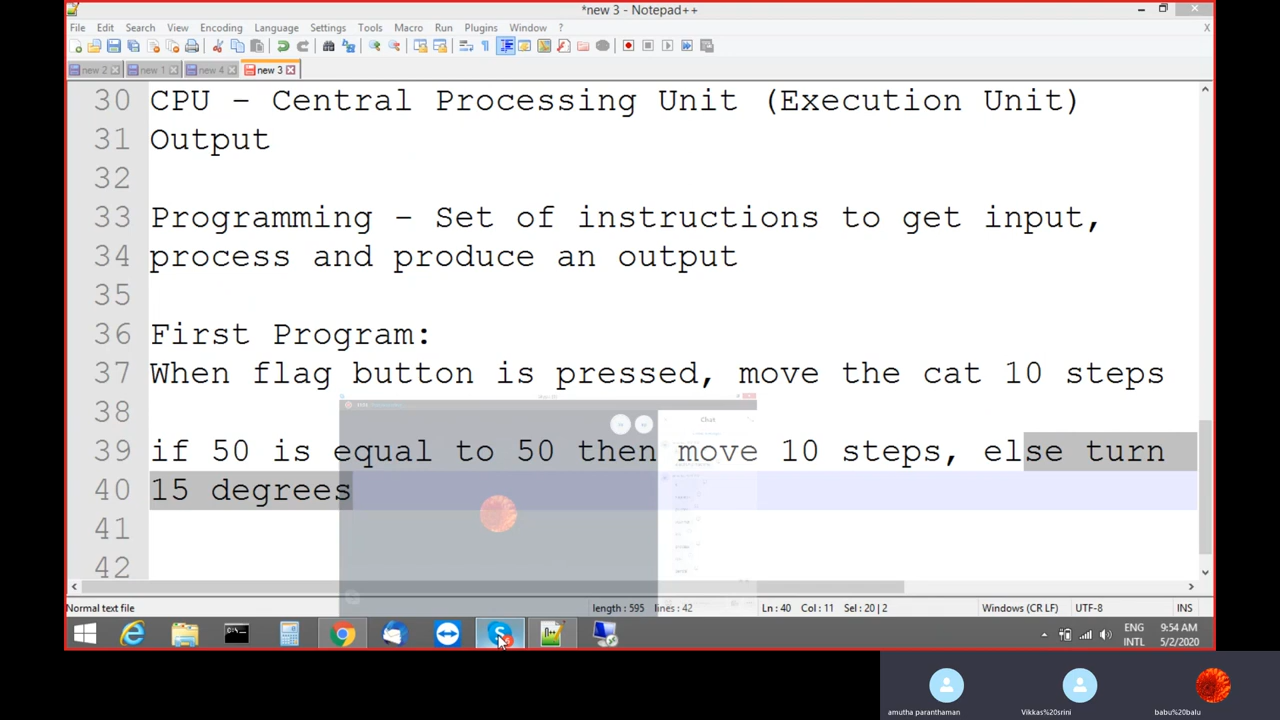 *new 3 - Notepad++
File Edit Search View Encoding Language Settings Tools Macro Run Plugins Window ?
X
new 2 new 1 new 4 new 3
30 CPU - Central Processing Unit (Execution Unit)
31 Output
32
33 Programming - Set of instructions to get input,
34 process and produce an output
35
36 First Program:
37 When flag button is pressed, move the cat 10 steps
38
Chat
39 if 50 is equal to 50 then move 10 steps, else turn
40 15 degrees
41
42
Normal text file length : 595 lines : 42 Ln : 40 Col : 11 Sel : 20 | 2 Windows (CR LF) UTF-8 INS
ENG 9:54 AM
INTL 5/2/2020
amutha paranthaman Vikkas%20srini babu%20balu